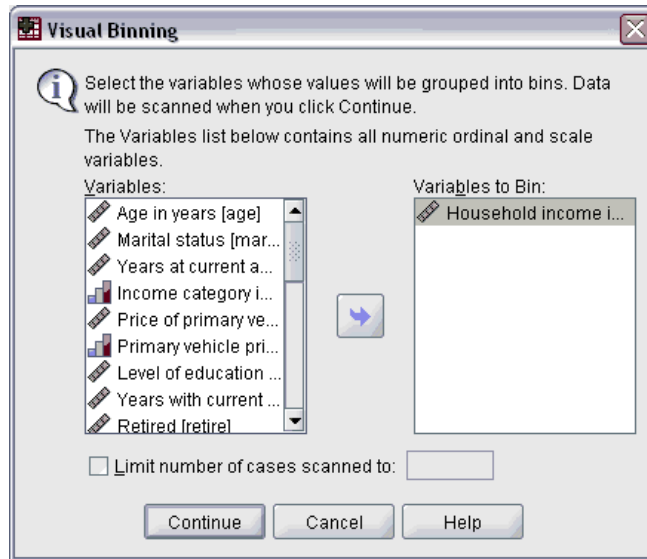 Visual Binning
Select the variables whose values will be grouped into bins. Data
will be scanned when you click Continue.
The Variables list below contains all numeric ordinal and scale
variables.
Variables:
Age in years [age]
Marital status [mar...
Years at current a...
Income category i...
Price of primary ve...
Primary vehicle pri...
Level of education ...
Years with current ...
Retired [retire]
Variables to Bin:
Household income i...
Limit number of cases scanned to:
Continue
Cancel
Help